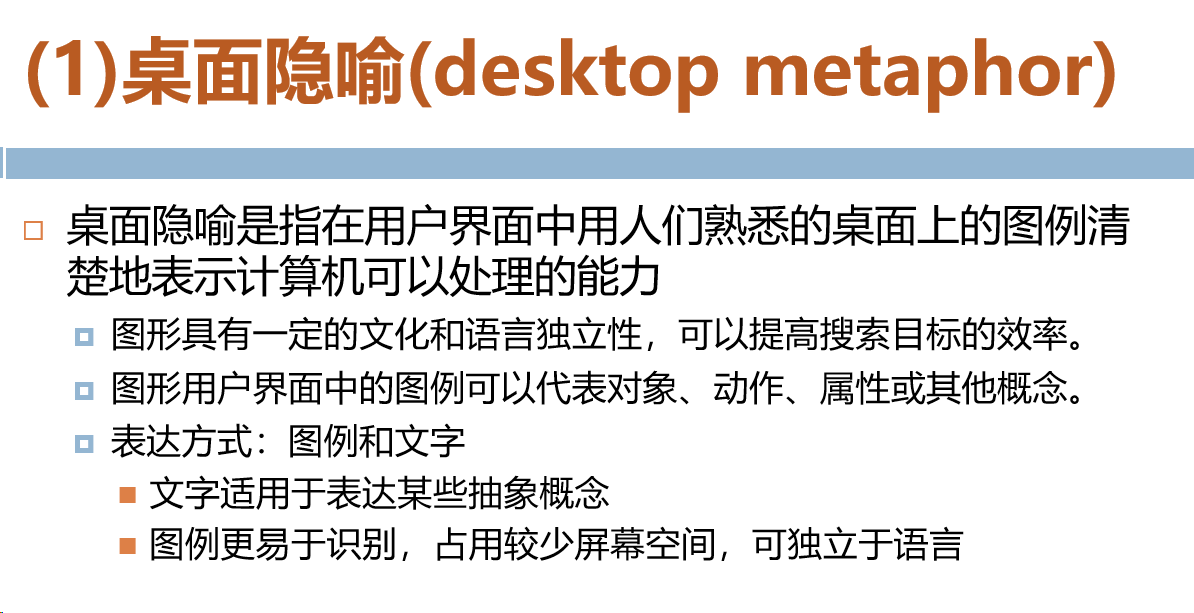 (1)桌面隐喻(desktop metaphor)
桌面隐喻是指在用户界面中用人们熟悉的桌面上的图例清
楚地表示计算机可以处理的能力
图形具有一定的文化和语言独立性，可以提高搜索目标的效率。
图形用户界面中的图例可以代表对象、动作、属性或其他概念。
表达方式：图例和文字
文字适用于表达某些抽象概念
图例更易于识别，占用较少屏幕空间，可独立于语言